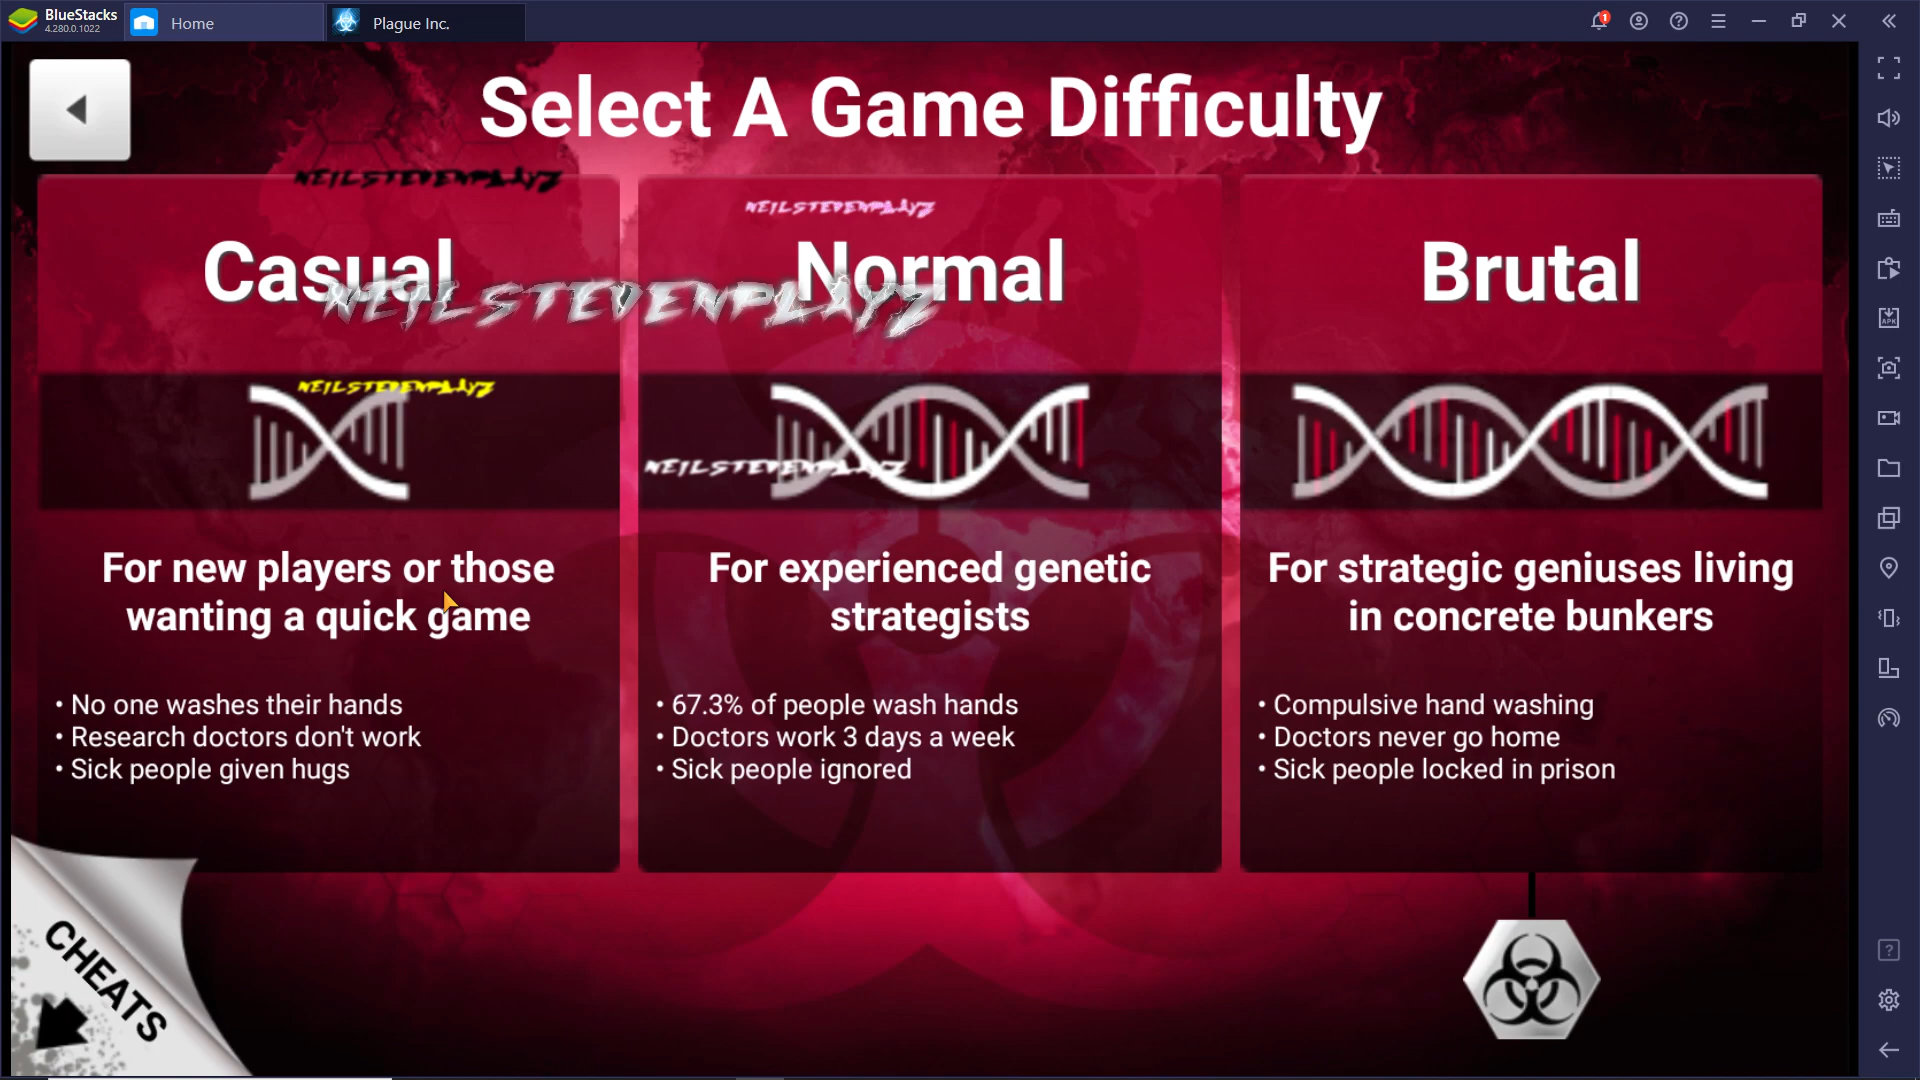 BlueStacks
4.280.0.1022
Home
Plague Inc.
1
Select A Game Difficulty
NEILSTEVENPLAYZ
NEILSTEVENPLAYZ
Casual
Normal
Brutal
NEILSTEVENPLAYZ
NEILSTEVENPLAYZ
NEILSTEVENPLAYZ
For new players or those
wanting a quick game
For experienced genetic
strategists
For strategic geniuses living
in concrete bunkers
• No one washes their hands
• Research doctors don't work
• Sick people given hugs
• 67.3% of people wash hands
• Doctors work 3 days a week
• Sick people ignored
• Compulsive hand washing
• Doctors never go home
• Sick people locked in prison
CHEATS
APK